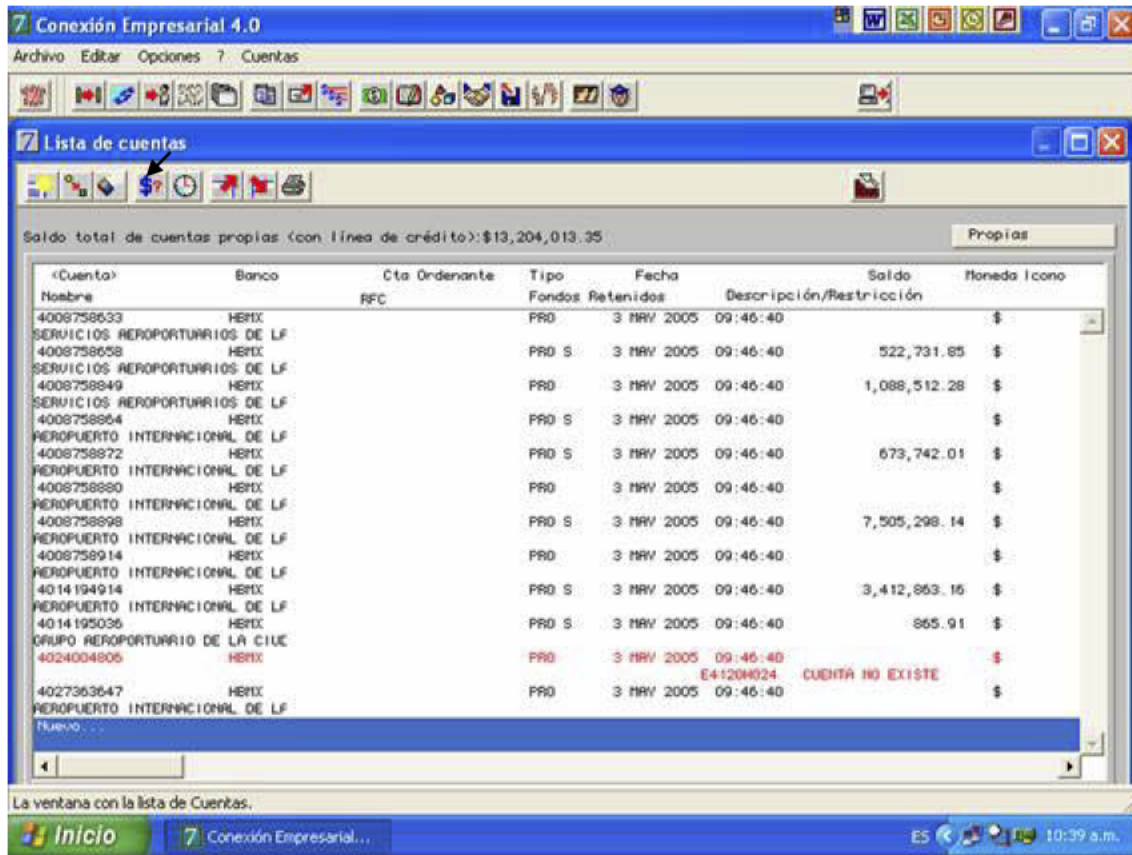 Conexión Empresarial 4.0
Archivo Editar Opciones ? Cuentas
Lista de cuentas
Saldo total de cuentas propias (con línea de crédito):$13,204,013.35 Propias
<Cuenta> Banco Cta Ordenante Tipo Fecha Saldo Moneda Icono
Nombre RFC Fondos Retenidos Descripción/Restricción
4008758633 HBMX PRO 3 MAY 2005 09:46:40 $
SERVICIOS AEROPORTUARIOS DE LF
4008758658 HBMX PRO S 3 MAY 2005 09:46:40 522,731.85 $
SERVICIOS AEROPORTUARIOS DE LF
4008758849 HBMX PRO 3 MAY 2005 09:46:40 1,088,512.28 $
SERVICIOS AEROPORTUARIOS DE LF
4008758864 HBMX PRO S 3 MAY 2005 09:46:40 $
AEROPUERTO INTERNACIONAL DE LF
4008758872 HBMX PRO S 3 MAY 2005 09:46:40 673,742.01 $
AEROPUERTO INTERNACIONAL DE LF
4008758880 HBMX PRO 3 MAY 2005 09:46:40 $
AEROPUERTO INTERNACIONAL DE LF
4008758898 HBMX PRO S 3 MAY 2005 09:46:40 7,505,298.14 $
AEROPUERTO INTERNACIONAL DE LF
4008758914 HBMX PRO 3 MAY 2005 09:46:40 $
AEROPUERTO INTERNACIONAL DE LF
4014194914 HBMX PRO S 3 MAY 2005 09:46:40 3,412,863.16 $
AEROPUERTO INTERNACIONAL DE LF
4014195036 HBMX PRO S 3 MAY 2005 09:46:40 865.91 $
GRUPO AEROPORTUARIO DE LA CIUC
4024004806 HBMX PRO 3 MAY 2005 09:46:40 $
E4120M024 CUENTA NO EXISTE
4027363647 HBMX PRO 3 MAY 2005 09:46:40 $
AEROPUERTO INTERNACIONAL DE LF
Nuevo...
La ventana con la lista de Cuentas.
Inicio Conexión Empresarial... ES 10:39 a.m.